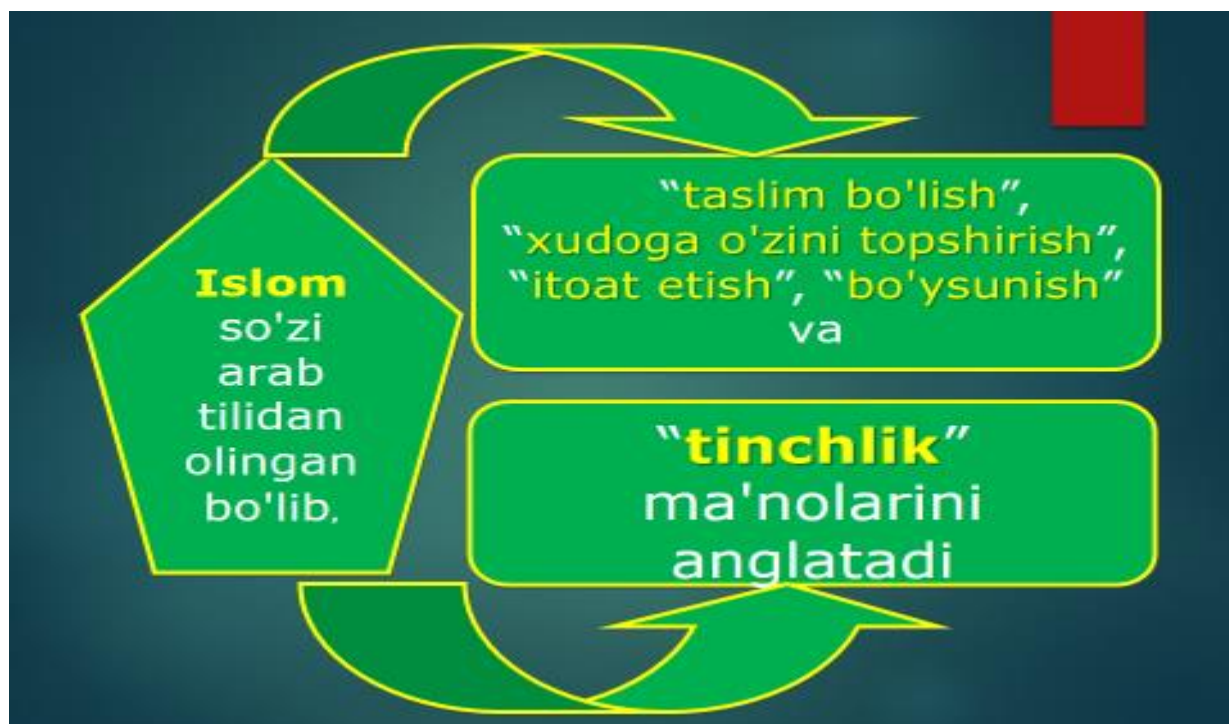 Islom
so'zi
arab
tilidan
olingan
bo'lib,
“taslim bo'lish”,
“xudoga o'zini topshirish”,
“itoat etish”, “bo'ysunish”
va
“tinchlik”
ma'nolarini
anglatadi